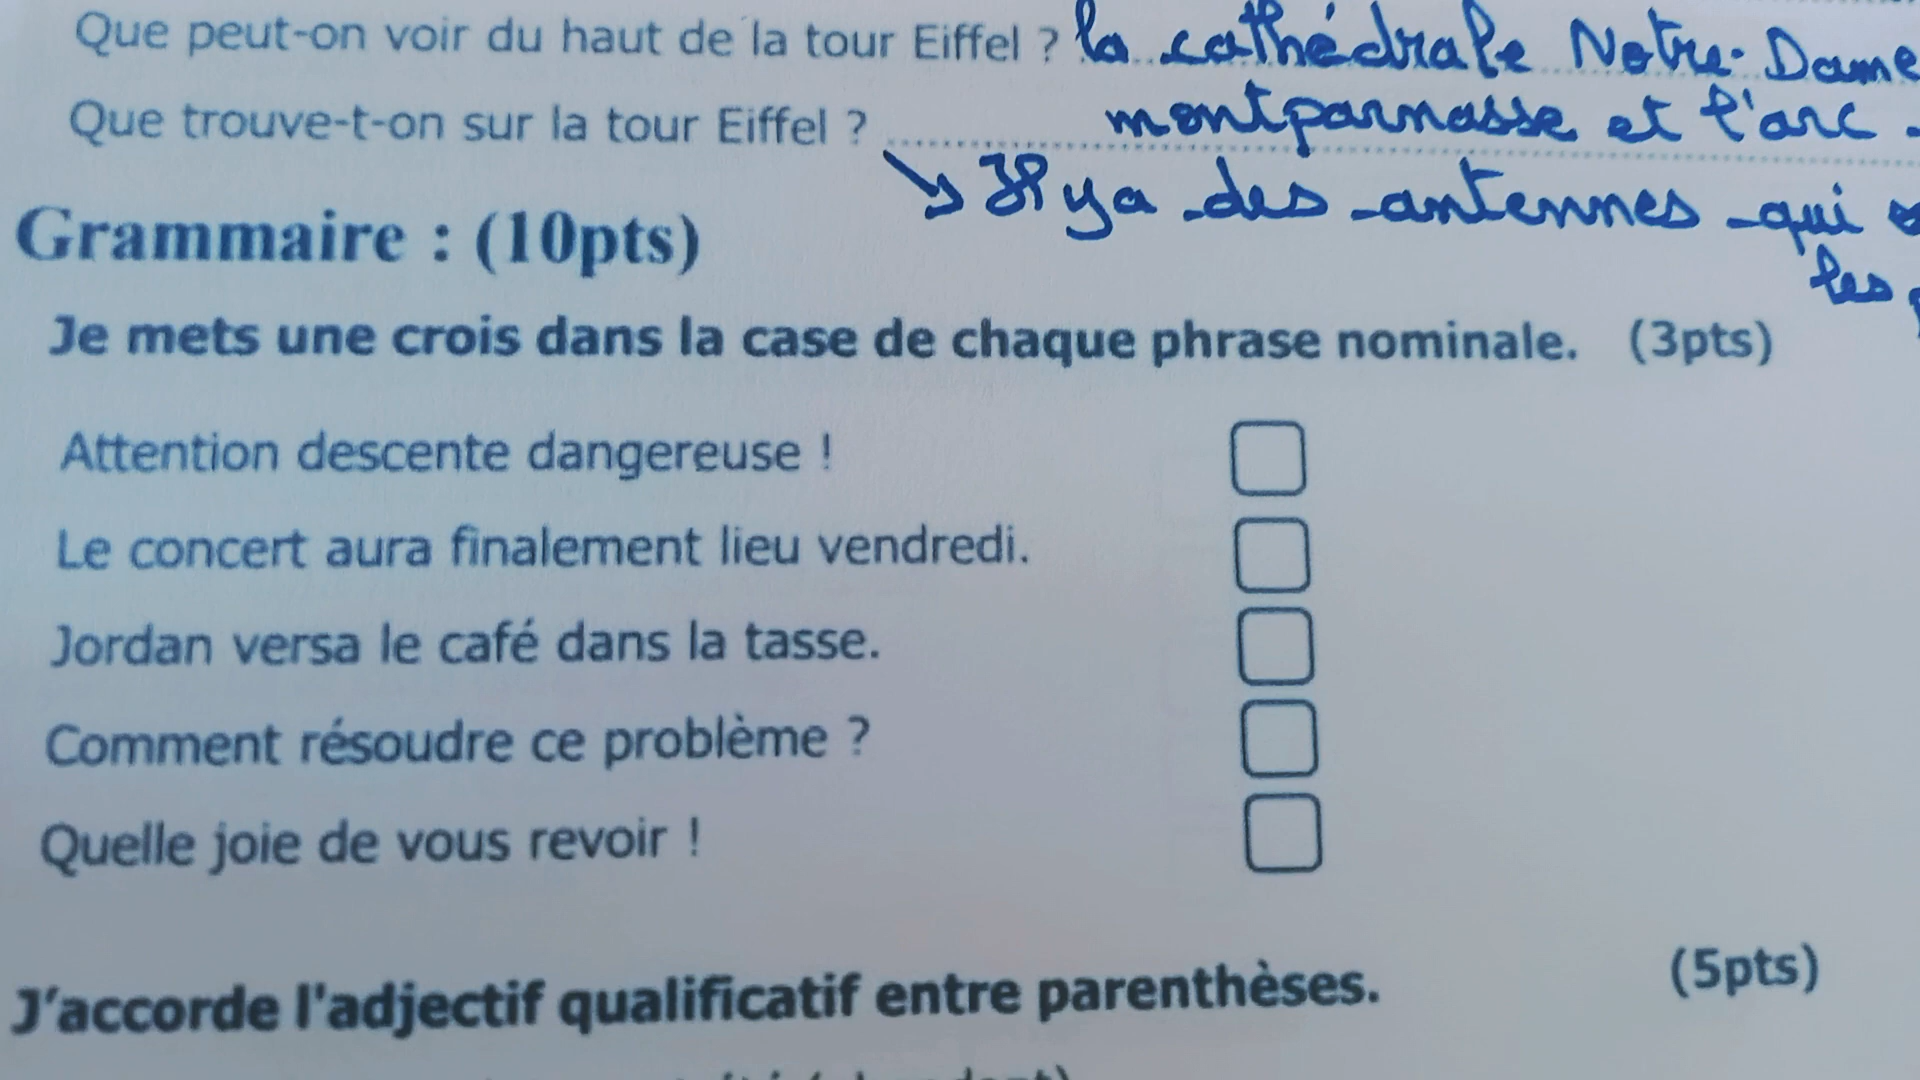 Que peut-on voir du haut de la tour Eiffel ? la cathédrale Notre-Dame
Que trouve-t-on sur la tour Eiffel ? montparnasse et l'arc
Il y a des antennes qui
les
Grammaire : (10pts)
Je mets une crois dans la case de chaque phrase nominale. (3pts)
Attention descente dangereuse !
Le concert aura finalement lieu vendredi.
Jordan versa le café dans la tasse.
Comment résoudre ce problème ?
Quelle joie de vous revoir !
J'accorde l'adjectif qualificatif entre parenthèses. (5pts)